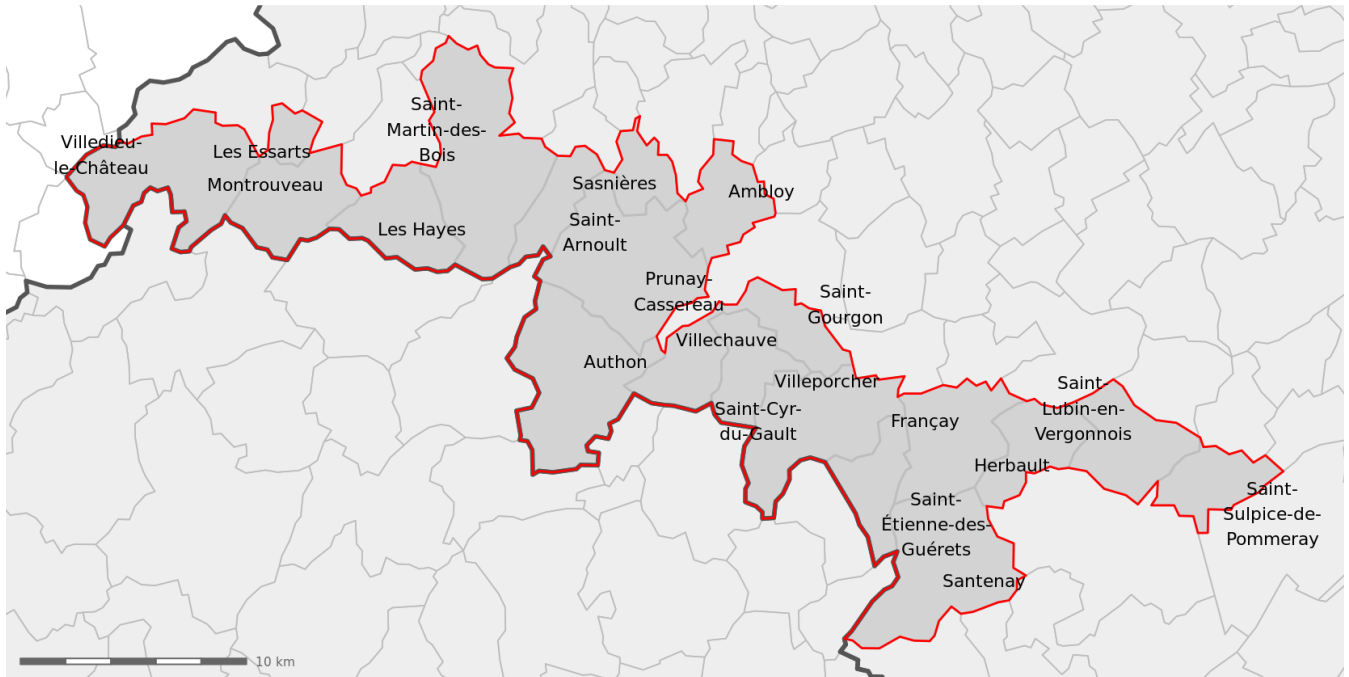 Saint-
Martin-des-
Bois
Villedieu-
le-Château
Les Essarts
Montrouveau
Les Hayes
Sasnières
Ambloy
Saint-
Arnoult
Prunay-
Cassereau
Saint-
Gourgon
Villechauve
Authon
Villeporcher
Saint-Cyr-
du-Gault
Françay
Saint-
Lubin-en-
Vergonnois
Herbault
Saint-
Étienne-des-
Guérets
Saint-
Sulpice-de-
Pommeray
Santenay
10 km